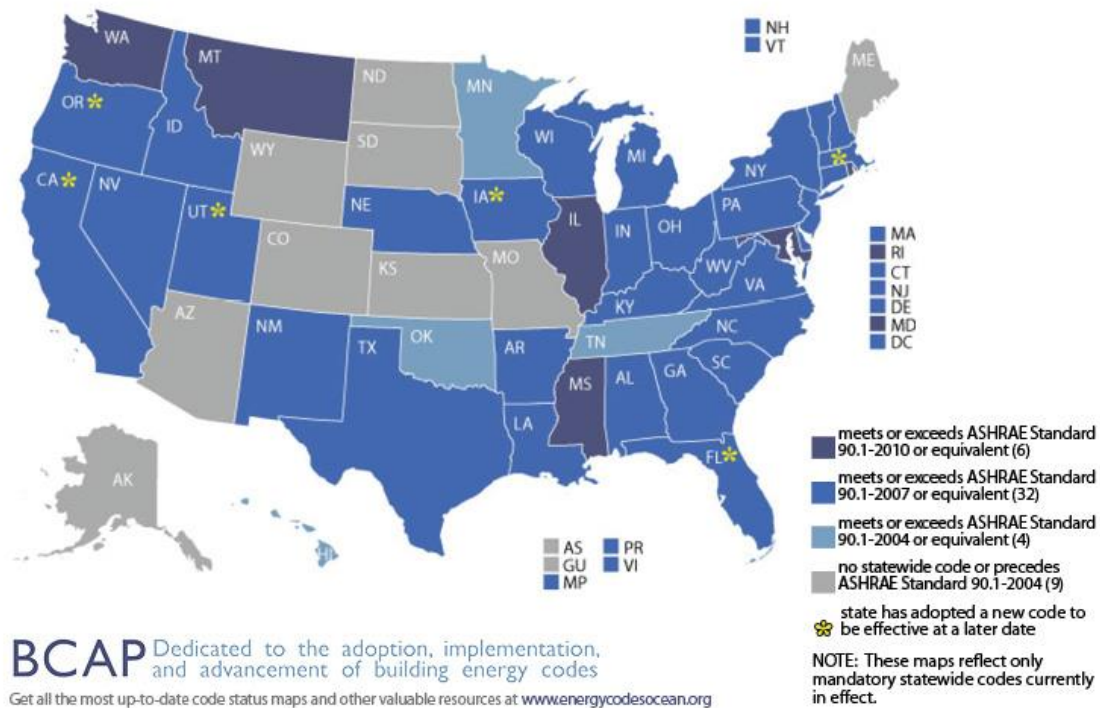 WA
MT
ND
MN
NH
VT
ME
OR
ID
SD
WI
MI
WY
NY
CA
NV
UT
IA
NE
PA
IL
IN
OH
CO
KS
MO
WV
VA
KY
AZ
NM
OK
TX
AR
TN
NC
SC
MS
AL
GA
LA
FL
AK
HI
MA
RI
CT
NJ
DE
MD
DC
AS
GU
MP
PR
VI
meets or exceeds ASHRAE Standard
90.1-2010 or equivalent (6)
meets or exceeds ASHRAE Standard
90.1-2007 or equivalent (32)
meets or exceeds ASHRAE Standard
90.1-2004 or equivalent (4)
no statewide code or precedes
ASHRAE Standard 90.1-2004 (9)
state has adopted a new code to
be effective at a later date
NOTE: These maps reflect only
mandatory statewide codes currently
in effect.
BCAP Dedicated to the adoption, implementation,
and advancement of building energy codes
Get all the most up-to-date code status maps and other valuable resources at www.energycodesocean.org